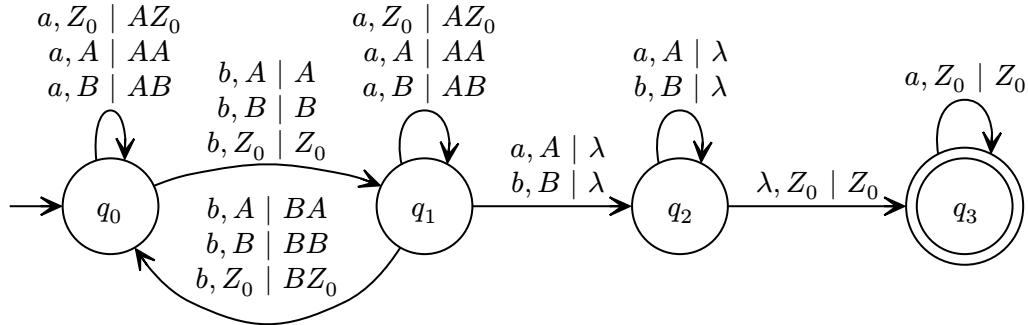 a, Z₀ | AZ₀
a, A | AA
a, B | AB
b, A | A
b, B | B
b, Z₀ | Z₀
a, Z₀ | AZ₀
a, A | AA
a, B | AB
a, A | λ
b, B | λ
a, A | λ
b, B | λ
a, Z₀ | Z₀
λ, Z₀ | Z₀
q₀
q₁
q₂
q₃
b, A | BA
b, B | BB
b, Z₀ | BZ₀